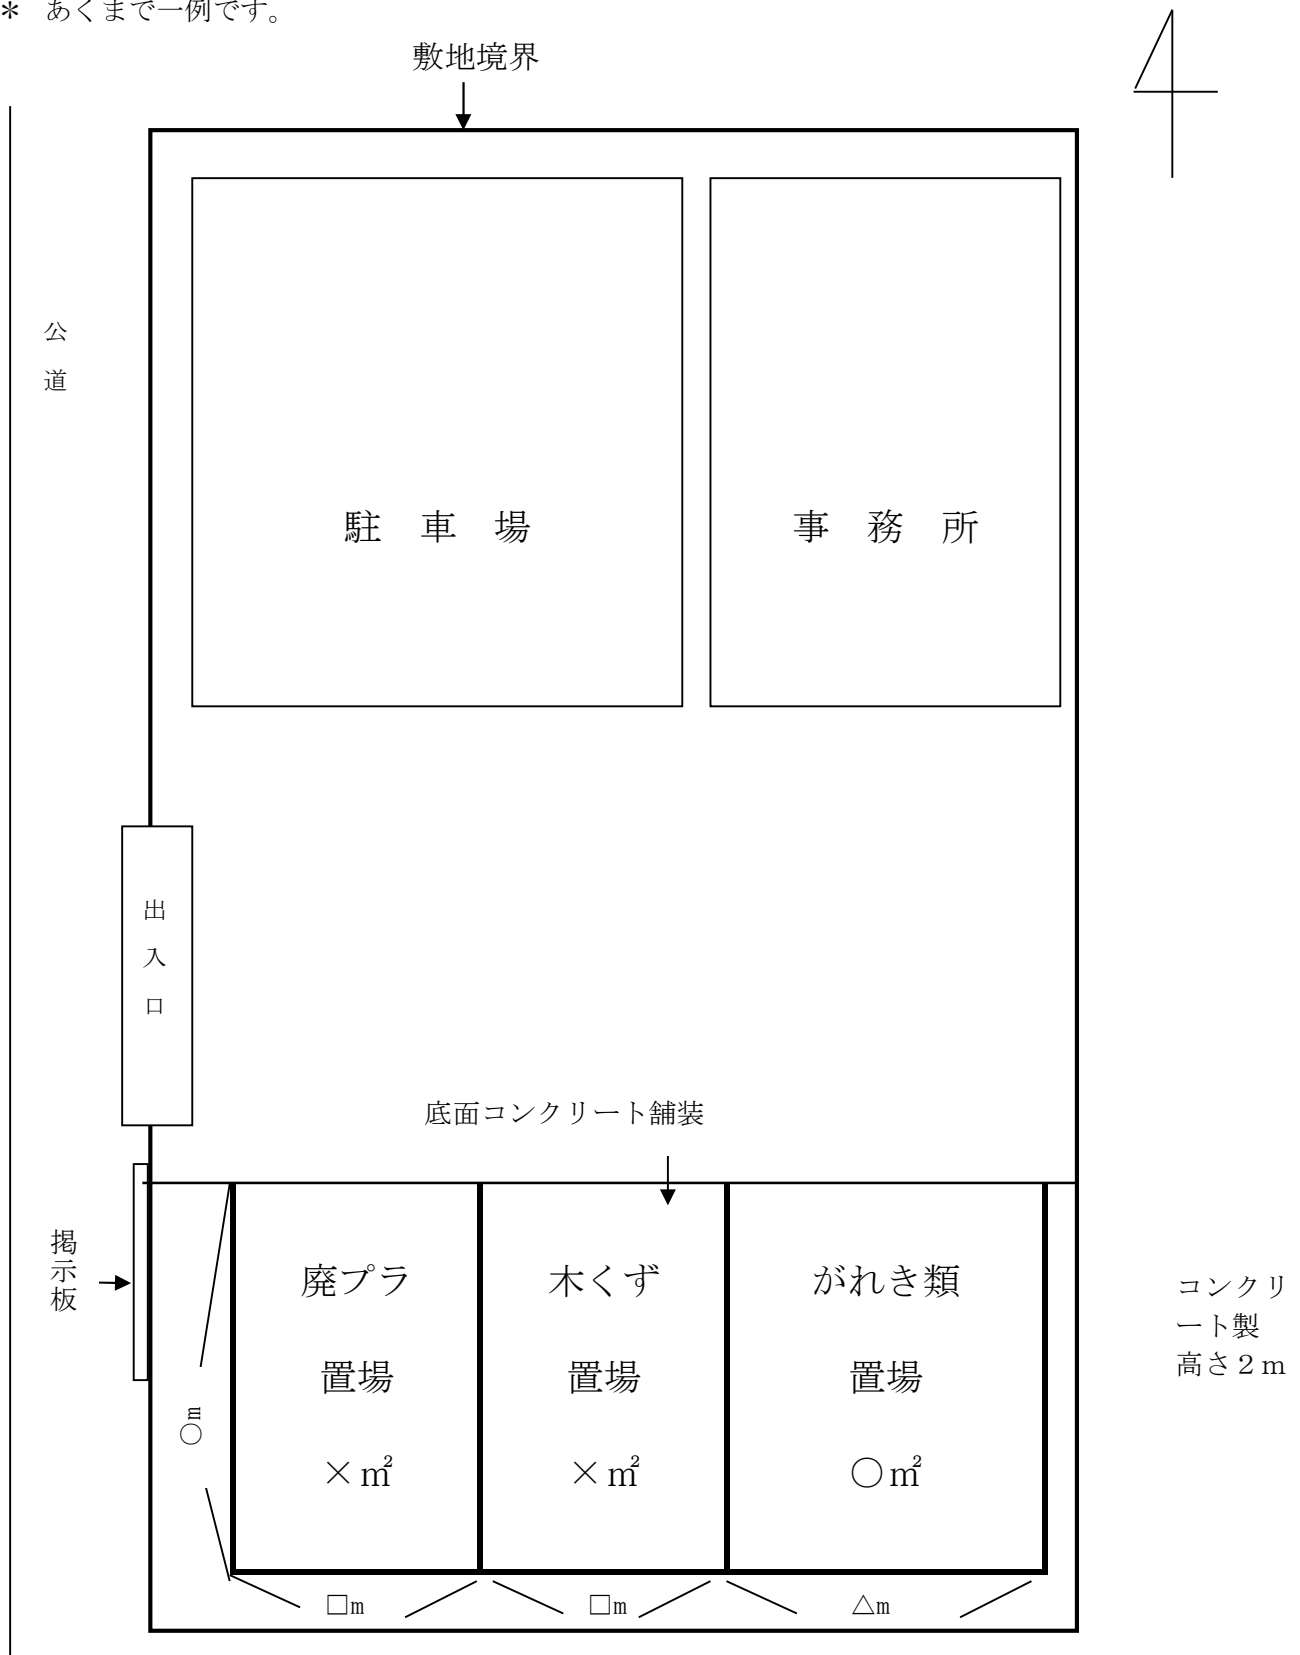 ＊　あくまで一例です。
敷地境界
公道
駐　車　場
事　務　所
出入口
底面コンクリート舗装
掲示板
廃プラ
置場
×㎡
木くず
置場
×㎡
がれき類
置場
○㎡
コンクリ
ート製
高さ２ｍ
○m
□m
□m
△m